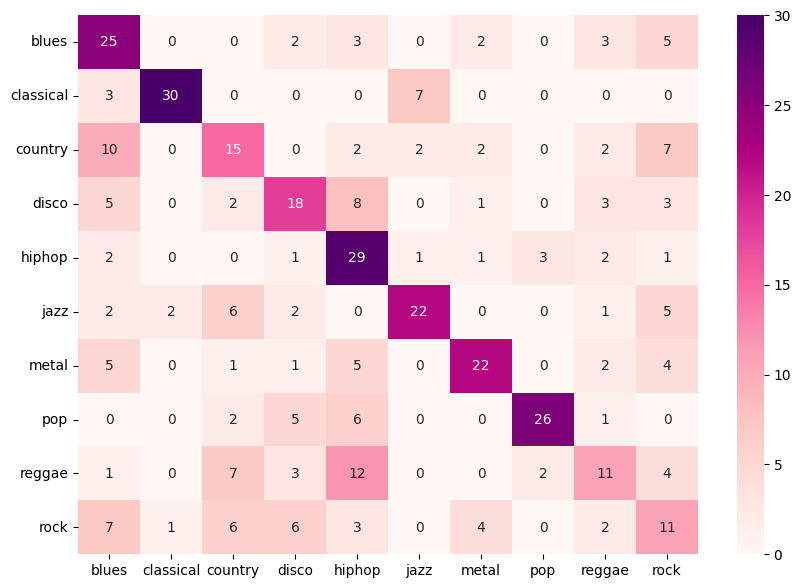 30
blues 25 0 0 2 3 0 2 0 3 5
classical 3 30 0 0 0 7 0 0 0 0
25
country 10 0 15 0 2 2 2 0 2 7
20
disco 5 0 2 18 8 0 1 0 3 3
hiphop 2 0 0 1 29 1 1 3 2 1
15
jazz 2 2 6 2 0 22 0 0 1 5
10
metal 5 0 1 1 5 0 22 0 2 4
pop 0 0 2 5 6 0 0 26 1 0
5
reggae 1 0 7 3 12 0 0 2 11 4
rock 7 1 6 6 3 0 4 0 2 11
0
blues classical country disco hiphop jazz metal pop reggae rock